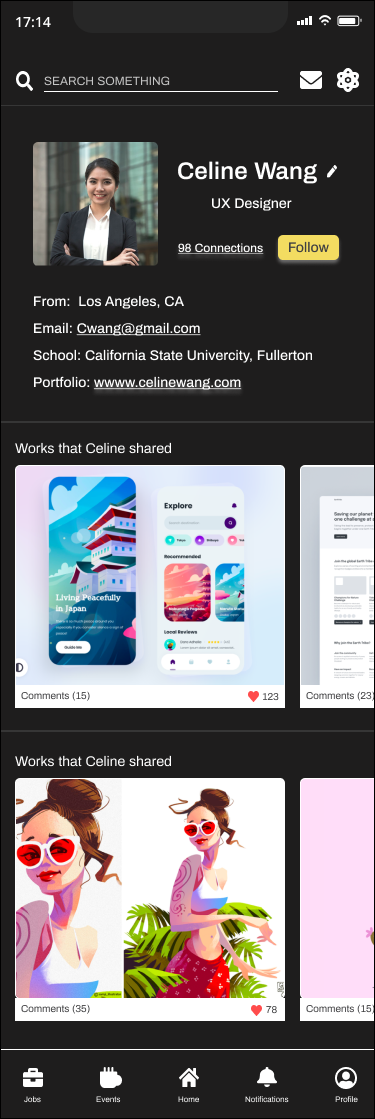 17:14
SEARCH SOMETHING
Celine Wang
UX Designer
98 Connections
Follow
From: Los Angeles, CA
Email: Cwang@gmail.com
School: California State Univercity, Fullerton
Portfolio: wwww.celinewang.com
Works that Celine shared
Living Peacefully
in Japan
Guide Me
Explore
Tokyo
Recommended
Local Reviews
Saving our planet
one challenge at
Comments (15)
123
Comments (23)
Works that Celine shared
Comments (35)
78
Comments (15)
Jobs
Events
Home
Notifications
Profile